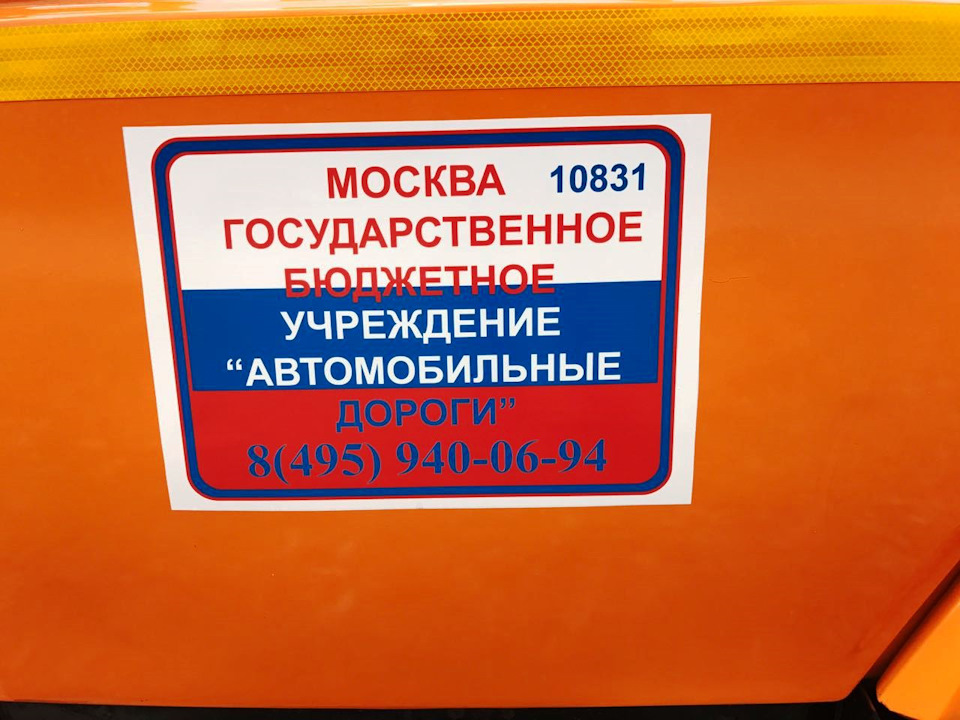 МОСКВА 10831
ГОСУДАРСТВЕННОЕ
БЮДЖЕТНОЕ
УЧРЕЖДЕНИЕ
“АВТОМОБИЛЬНЫЕ
ДОРОГИ”
8(495) 940-06-94